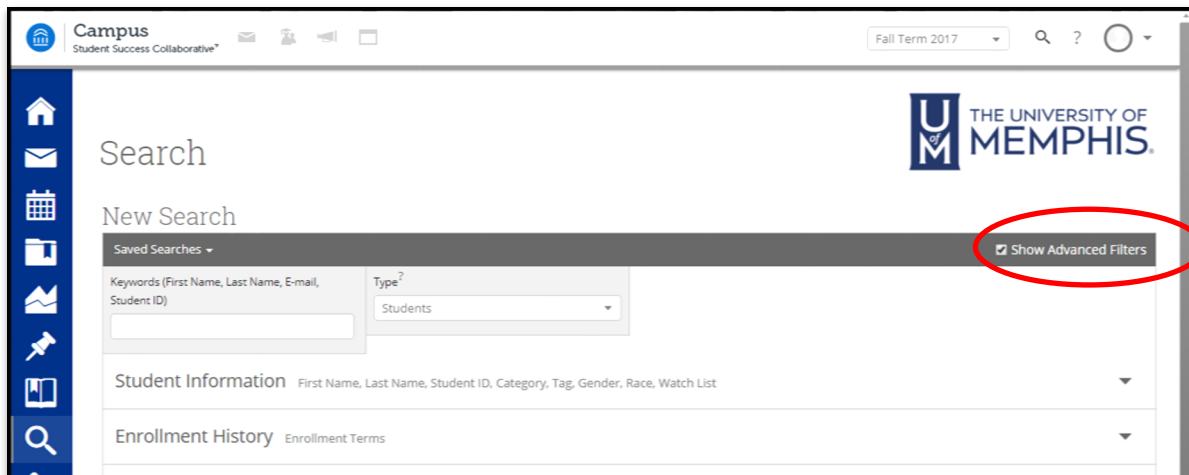 Campus
Student Success Collaborative
Fall Term 2017
?
U
of
M
THE UNIVERSITY OF
MEMPHIS.
Search
New Search
Saved Searches
Show Advanced Filters
Keywords (First Name, Last Name, E-mail,
Student ID)
Type?
Students
Student Information First Name, Last Name, Student ID, Category, Tag, Gender, Race, Watch List
Enrollment History Enrollment Terms